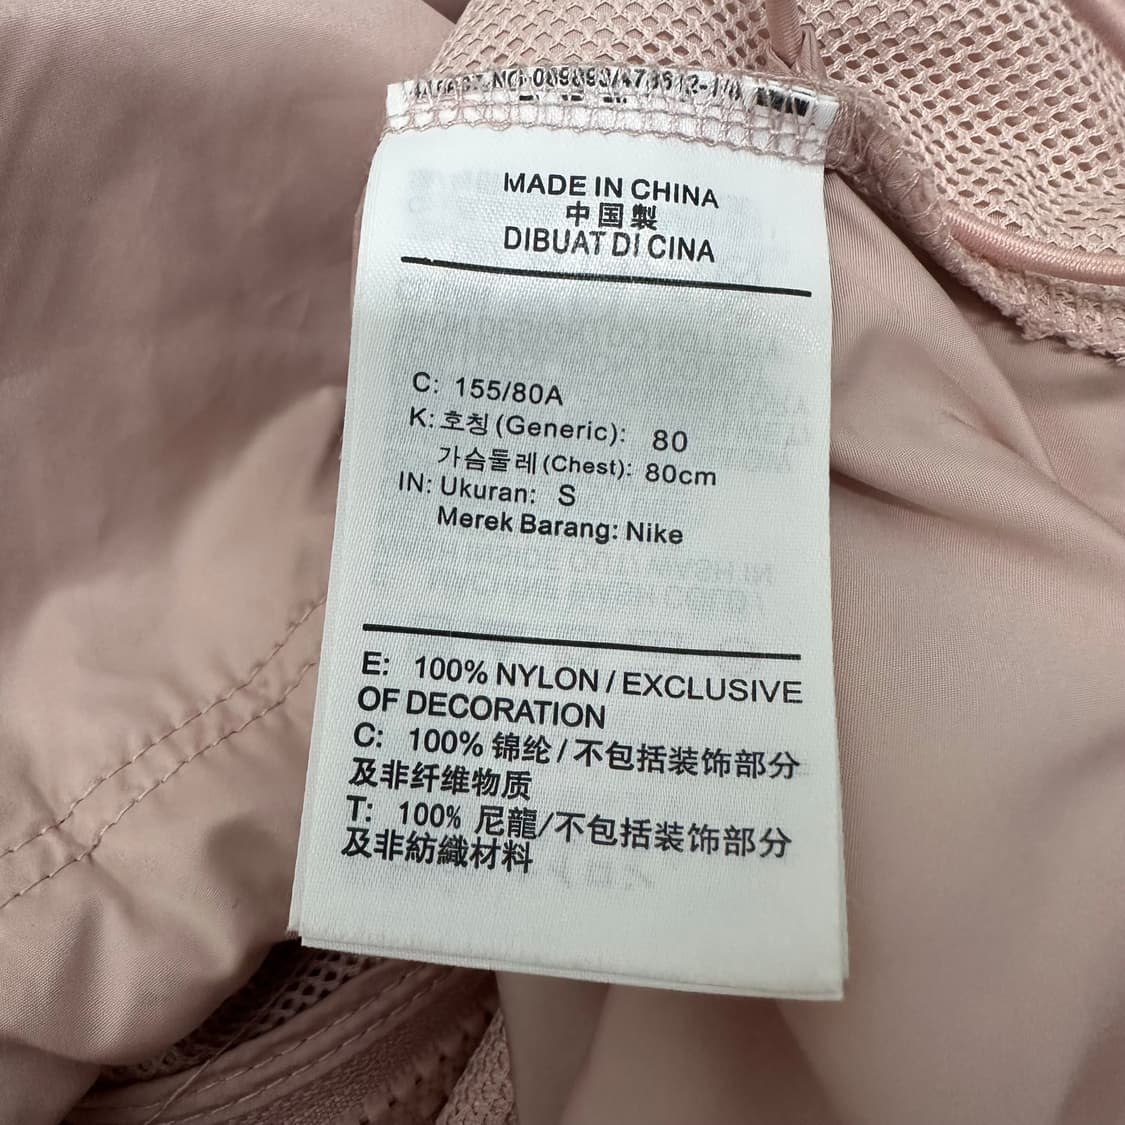 MADE IN CHINA
中国製
DIBUAT DI CINA
C: 155/80A
K: 호칭 (Generic): 80
가슴둘레 (Chest): 80cm
IN: Ukuran: S
Merek Barang: Nike
E: 100% NYLON / EXCLUSIVE
OF DECORATION
C: 100% 锦纶 / 不包括装饰部分
及非纤维物质
T: 100% 尼龍/不包括装饰部分
及非紡織材料